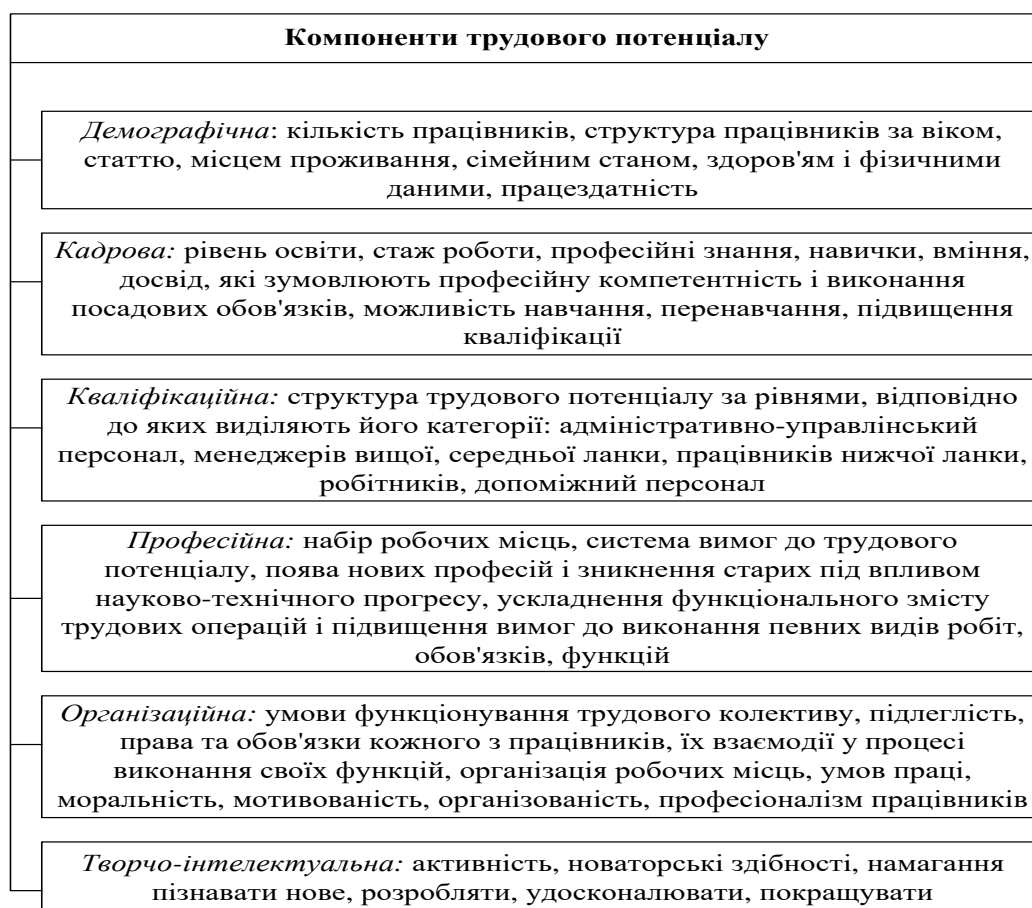 Компоненти трудового потенціалу
Демографічна: кількість працівників, структура працівників за віком,
статтю, місцем проживання, сімейним станом, здоров'ям і фізичними
даними, працездатність
Кадрова: рівень освіти, стаж роботи, професійні знання, навички, вміння,
досвід, які зумовлюють професійну компетентність і виконання
посадових обов'язків, можливість навчання, перенавчання, підвищення
кваліфікації
Кваліфікаційна: структура трудового потенціалу за рівнями, відповідно
до яких виділяють його категорії: адміністративно-управлінський
персонал, менеджерів вищої, середньої ланки, працівників нижчої ланки,
робітників, допоміжний персонал
Професійна: набір робочих місць, система вимог до трудового
потенціалу, поява нових професій і зникнення старих під впливом
науково-технічного прогресу, ускладнення функціонального змісту
трудових операцій і підвищення вимог до виконання певних видів робіт,
обов'язків, функцій
Організаційна: умови функціонування трудового колективу, підлеглість,
права та обов'язки кожного з працівників, їх взаємодії у процесі
виконання своїх функцій, організація робочих місць, умов праці,
моральність, мотивованість, організованість, професіоналізм працівників
Творчо-інтелектуальна: активність, новаторські здібності, намагання
пізнавати нове, розробляти, удосконалювати, покращувати